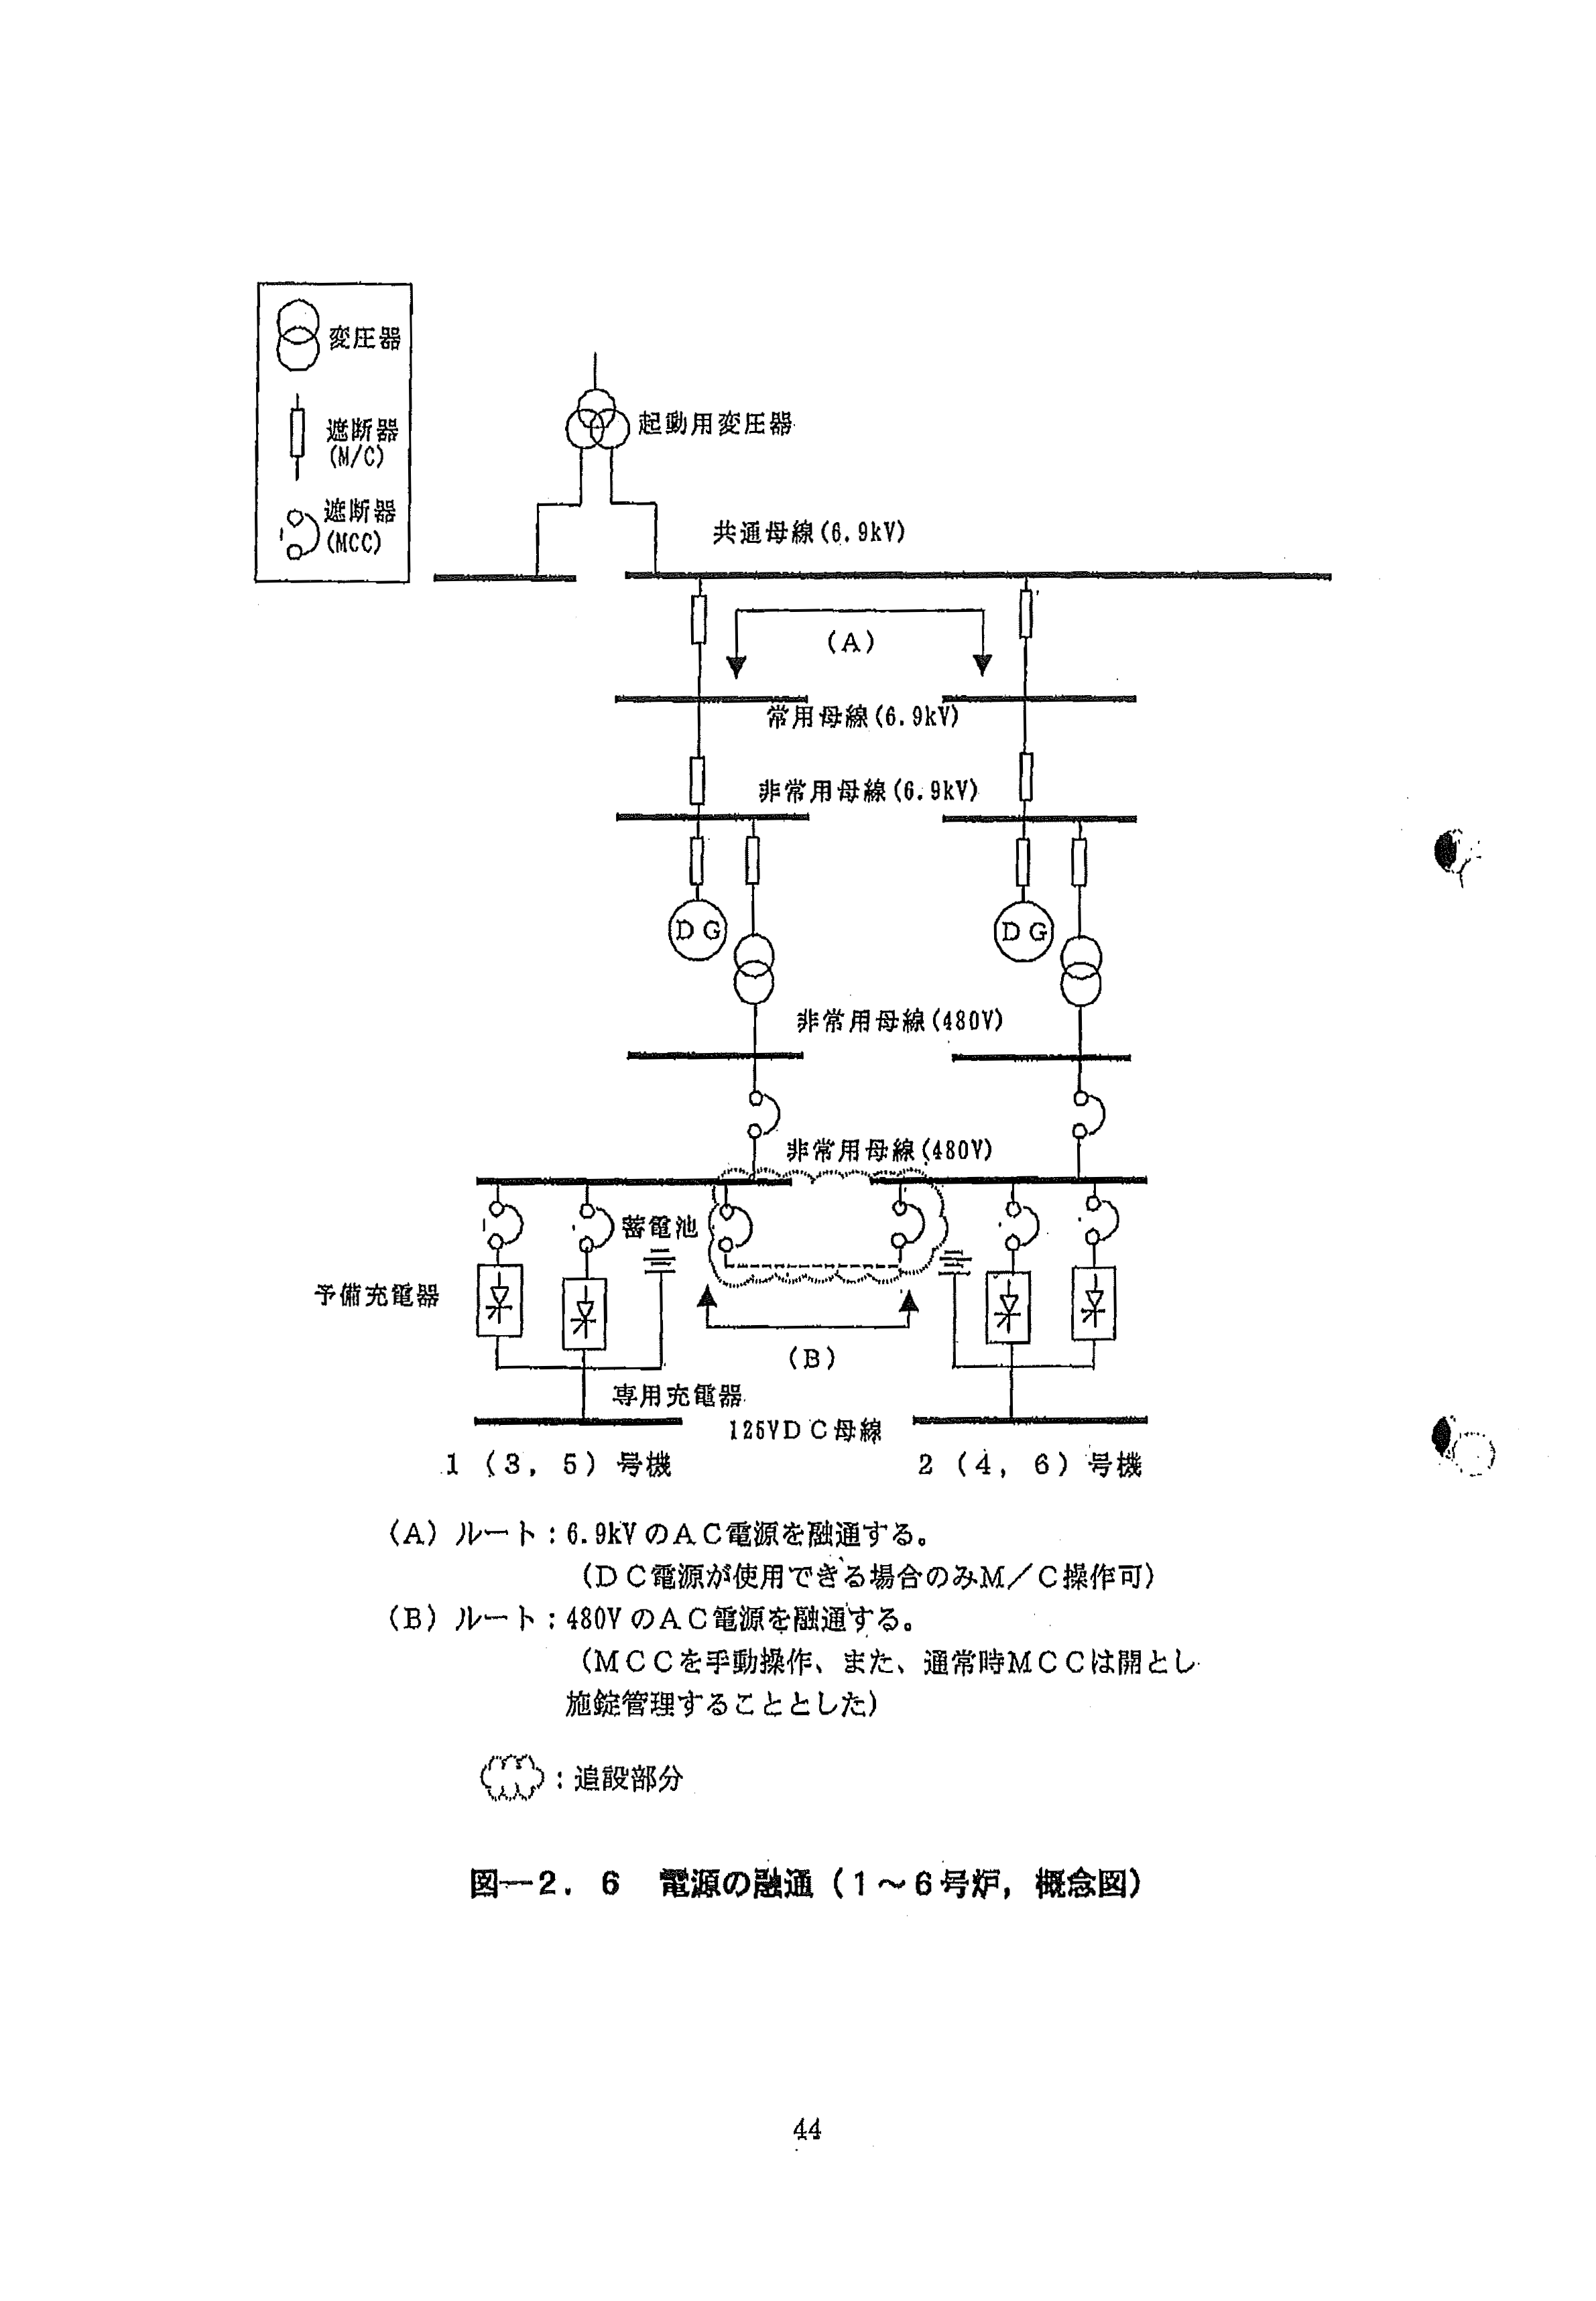 変圧器
遮断器
(M/C)
遮断器
(MCC)
起動用変圧器
共通母線(6.9kV)
(A)
常用母線(6.9kV)
非常用母線(6.9kV)
DG
DG
非常用母線(480V)
非常用母線(480V)
蓄電池
予備充電器
(B)
専用充電器
125VDC母線
1(3,5)号機
2(4,6)号機
(A)ルート:6.9kVのAC電源を融通する。
(DC電源が使用できる場合のみM/C操作可)
(B)ルート:480VのAC電源を融通する。
(MCCを手動操作、また、通常時MCCは開とし
施錠管理することとした)
:追設部分
図-2.6 電源の融通(1~6号炉,概念図)
44